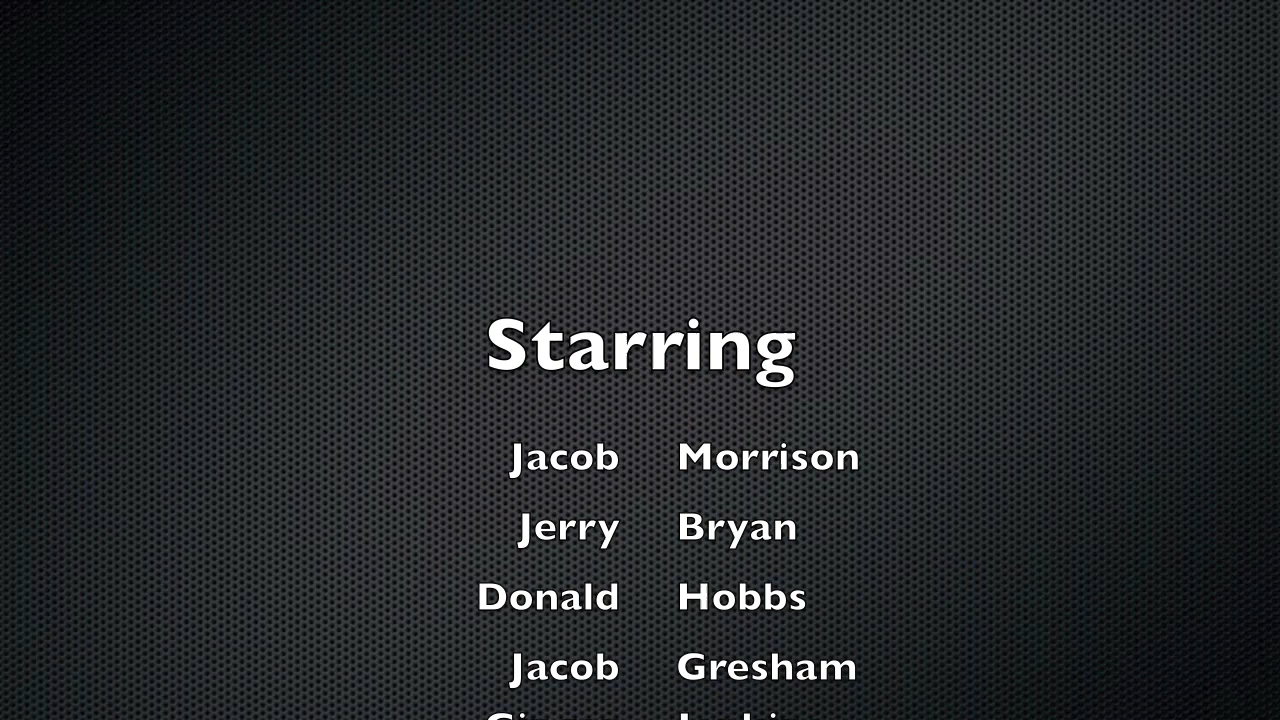 Starring
Jacob Morrison
Jerry Bryan
Donald Hobbs
Jacob Gresham